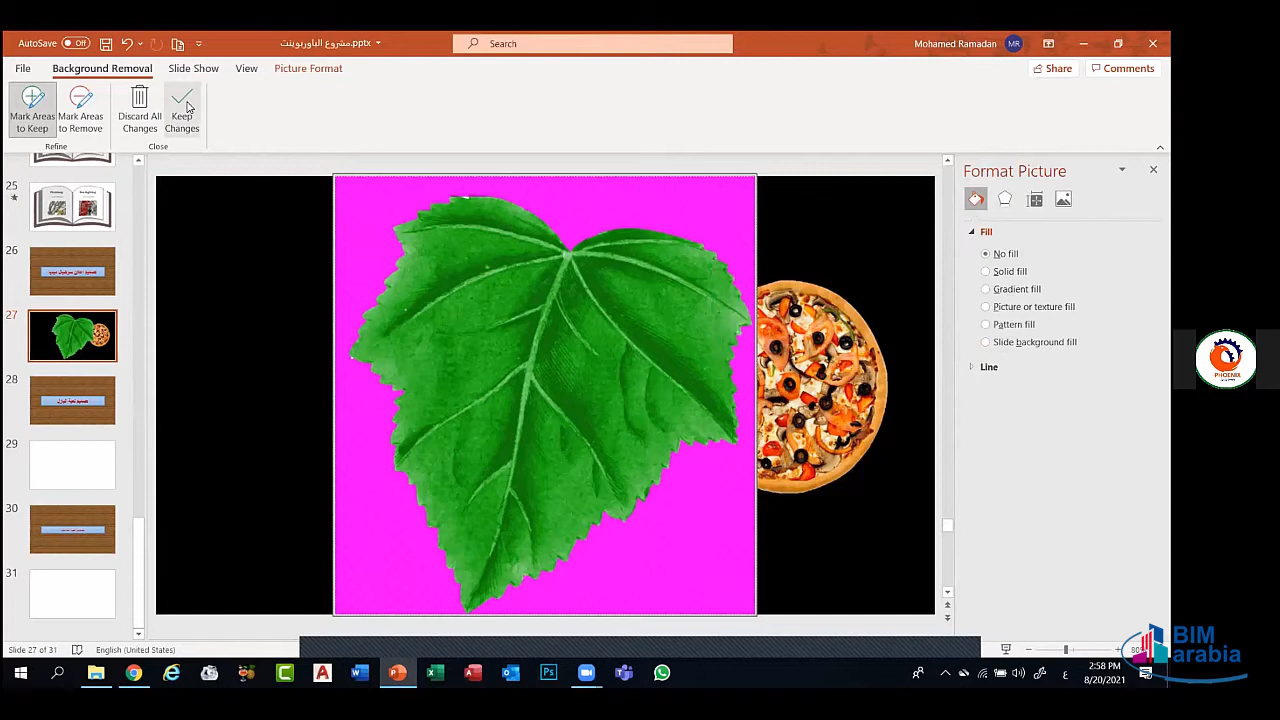 AutoSave Off
مشروع الباوربوينت.pptx
Search
Mohamed Ramadan MR
File Background Removal Slide Show View Picture Format
Share Comments
Mark Areas to Keep
Mark Areas to Remove
Discard All Changes
Keep Changes
Refine Close
Format Picture
Fill
No fill
Solid fill
Gradient fill
Picture or texture fill
Pattern fill
Slide background fill
Line
25
26
27
28
29
30
31
PHOENIX
Slide 27 of 31 English (United States)
BIM
arabia
2:58 PM
8/20/2021